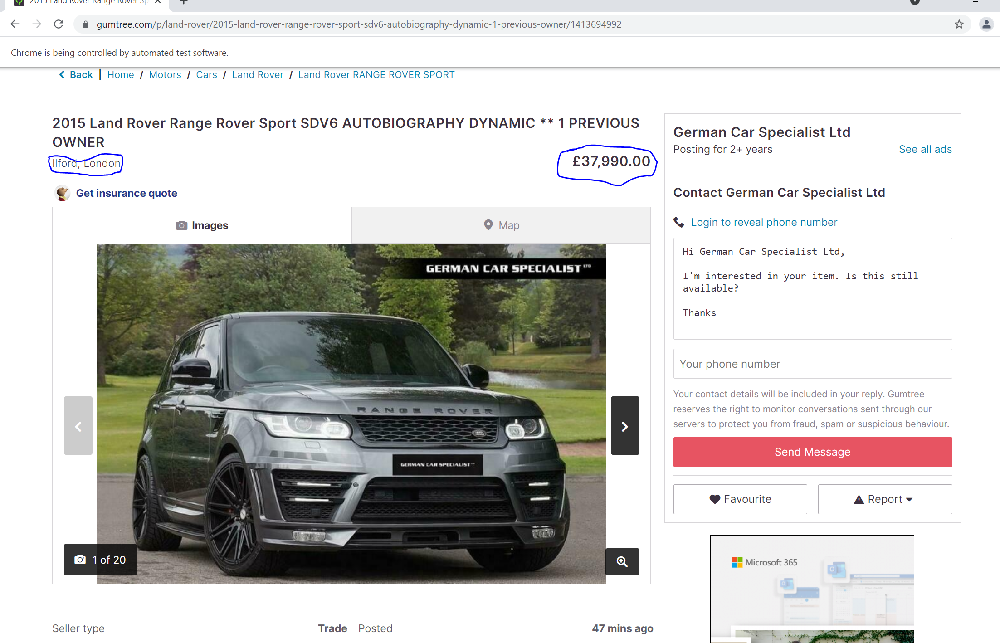 2015 Land Rover Range Rover Sp
gumtree.com/p/land-rover/2015-land-rover-range-rover-sport-sdv6-autobiography-dynamic-1-previous-owner/1413694992
Chrome is being controlled by automated test software.
Back | Home / Motors / Cars / Land Rover / Land Rover RANGE ROVER SPORT
2015 Land Rover Range Rover Sport SDV6 AUTOBIOGRAPHY DYNAMIC ** 1 PREVIOUS
OWNER
Ilford, London
£37,990.00
Get insurance quote
Images
Map
GERMAN CAR SPECIALIST LTD
RANGE ROVER
LAND ROVER
GERMAN CAR SPECIALIST
1 of 20
Seller type Trade
Posted 47 mins ago
German Car Specialist Ltd
Posting for 2+ years
See all ads
Contact German Car Specialist Ltd
Login to reveal phone number
Hi German Car Specialist Ltd,
I'm interested in your item. Is this still
available?
Thanks
Your phone number
Your contact details will be included in your reply. Gumtree
reserves the right to monitor conversations sent through our
servers to protect you from fraud, spam or suspicious behaviour.
Send Message
Favourite
Report
Microsoft 365